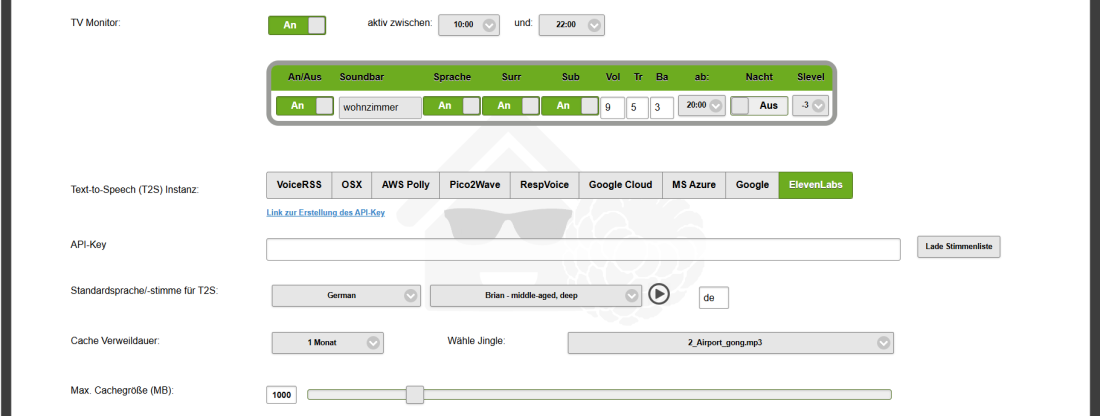 TV Monitor: An aktiv zwischen: 10:00 und: 22:00
An/Aus Soundbar Sprache Surr Sub Vol Tr Ba ab: Nacht Slevel
An wohnzimmer An An An 9 5 3 20:00 Aus -3
Text-to-Speech (T2S) Instanz: VoiceRSS OSX AWS Polly Pico2Wave RespVoice Google Cloud MS Azure Google ElevenLabs
Link zur Erstellung des API-Key
API-Key Lade Stimmenliste
Standardsprache/-stimme für T2S: German Brian - middle-aged, deep de
Cache Verweildauer: 1 Monat Wähle Jingle: 2_Airport_gong.mp3
Max. Cachegröße (MB): 1000